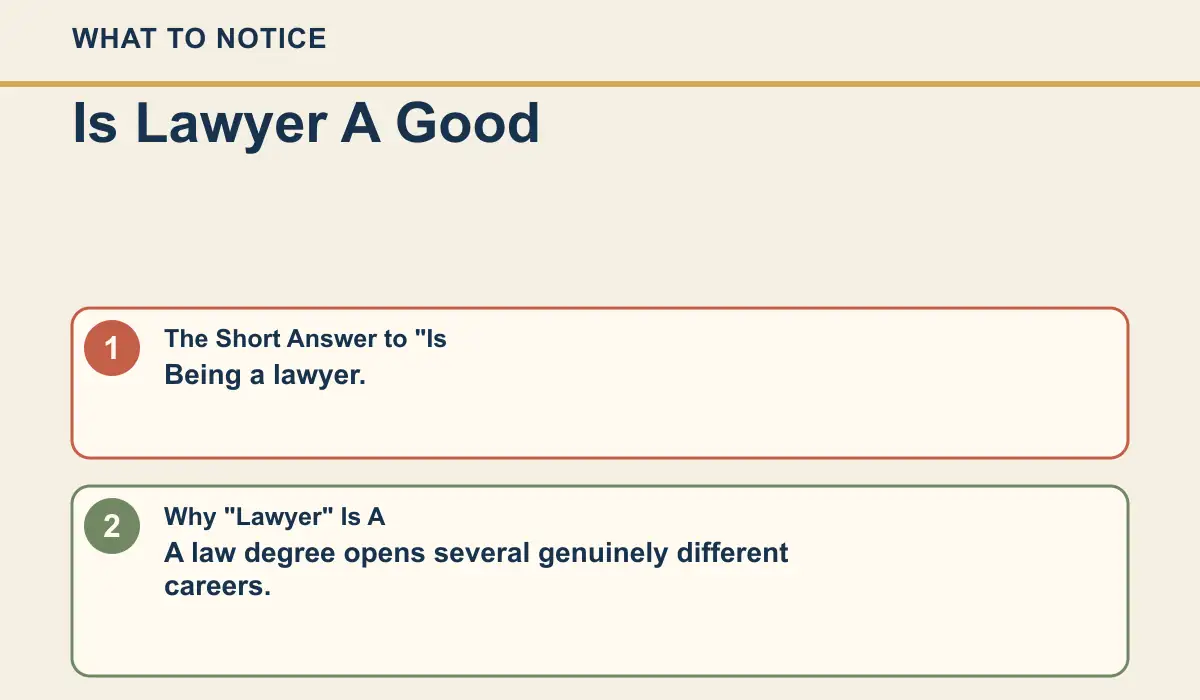 WHAT TO NOTICE
Is Lawyer A Good
1
The Short Answer to "Is
Being a lawyer.
2
Why "Lawyer" Is A
A law degree opens several genuinely different
careers.